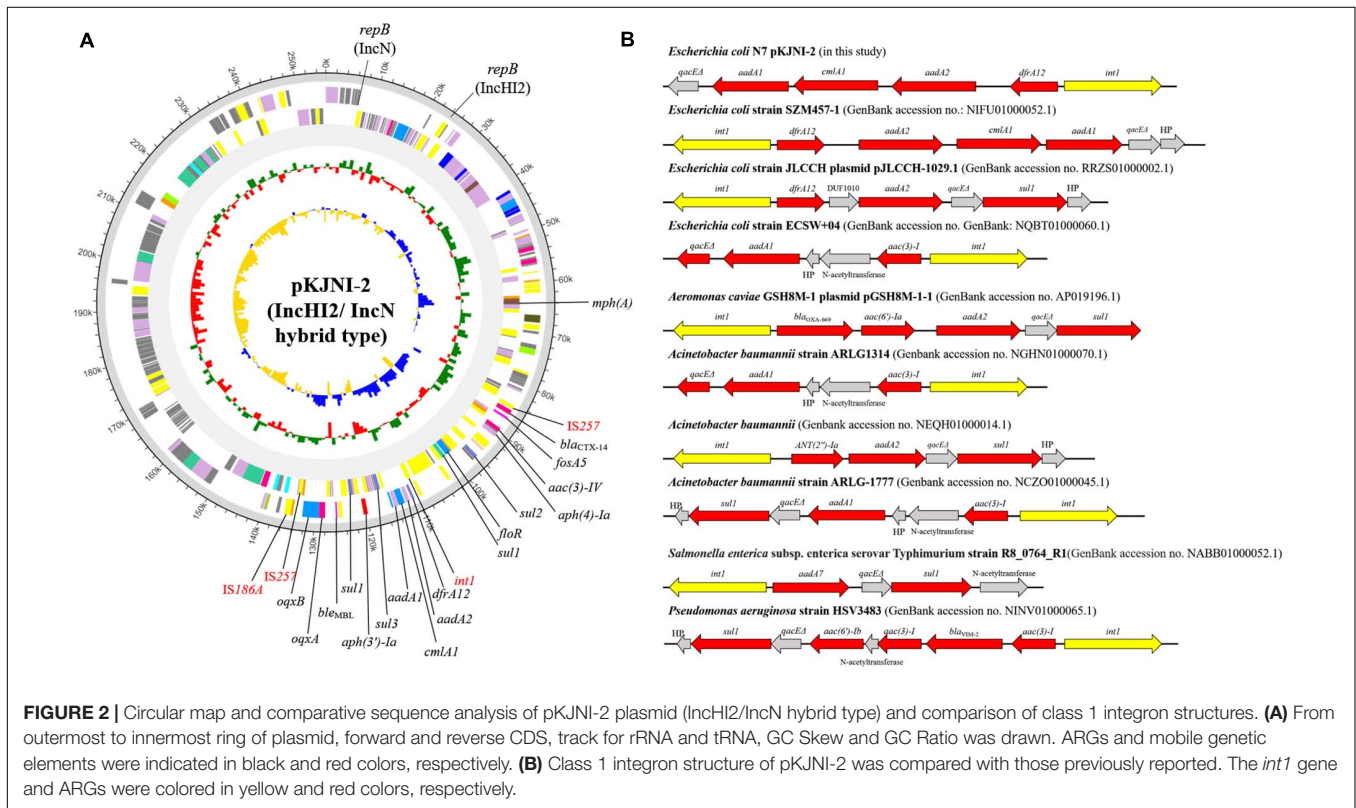 A
repB
(IncN)
repB
(IncHI2)
0k
10k
20k
30k
40k
50k
60k
70k
80k
90k
100k
110k
120k
130k
140k
150k
160k
170k
180k
190k
200k
210k
220k
230k
240k
250k
pKJNI-2
(IncHI2/ IncN
hybrid type)
mph(A)
IS257
blaCTX-14
fosA5
aac(3)-IV
aph(4)-Ia
sul2
floR
sul1
int1
dfrA12
aadA2
cmlA1
aadA1
sul3
aph(3')-Ia
sul1
bleMBL
oqxA
oqxB
IS257
IS186A
B
Escherichia coli N7 pKJNI-2 (in this study)
qacEΔ aadA1 cmlA1 aadA2 dfrA12 int1
Escherichia coli strain SZM457-1 (GenBank accession no.: NIFU01000052.1)
int1 dfrA12 aadA2 cmlA1 aadA1 qacEΔ HP
Escherichia coli strain JLCCH plasmid pJLCCH-1029.1 (GenBank accession no. RRZS01000002.1)
int1 dfrA12 DUF1010 aadA2 qacEΔ sul1 HP
Escherichia coli strain ECSW+04 (GenBank accession no. GenBank: NQBT01000060.1)
qacEΔ aadA1 aac(3)-I int1
HP N-acetyltransferase
Aeromonas caviae GSH8M-1 plasmid pGSH8M-1-1 (GenBank accession no. AP019196.1)
int1 blaOXA-669 aac(6')-Ia aadA2 qacEΔ sul1
Acinetobacter baumannii strain ARLG1314 (Genbank accession no. NGHN01000070.1)
qacEΔ aadA1 aac(3)-I int1
HP N-acetyltransferase
Acinetobacter baumannii (Genbank accession no. NEQH01000014.1)
int1 ANT(2")-Ia aadA2 qacEΔ sul1 HP
Acinetobacter baumannii strain ARLG-1777 (Genbank accession no. NCZO01000045.1)
HP sul1 qacEΔ aadA1 aac(3)-I int1
HP N-acetyltransferase
Salmonella enterica subsp. enterica serovar Typhimurium strain R8_0764_R1(GenBank accession no. NABB01000052.1)
int1 aadA7 qacEΔ sul1 N-acetyltransferase
Pseudomonas aeruginosa strain HSV3483 (GenBank accession no. NINV01000065.1)
HP sul1 qacEΔ aac(6')-Ib aac(3)-I blaVIM-2 aac(3)-I int1
N-acetyltransferase
FIGURE 2 | Circular map and comparative sequence analysis of pKJNI-2 plasmid (IncHI2/IncN hybrid type) and comparison of class 1 integron structures. (A) From
outermost to innermost ring of plasmid, forward and reverse CDS, track for rRNA and tRNA, GC Skew and GC Ratio was drawn. ARGs and mobile genetic
elements were indicated in black and red colors, respectively. (B) Class 1 integron structure of pKJNI-2 was compared with those previously reported. The int1 gene
and ARGs were colored in yellow and red colors, respectively.